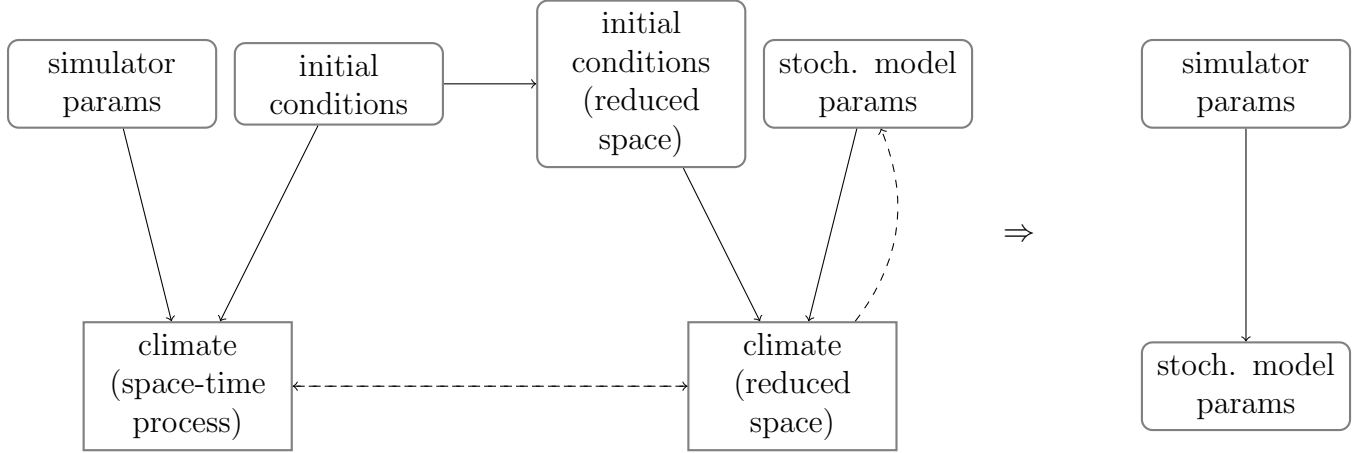 simulator
params
initial
conditions
initial
conditions
(reduced
space)
stoch. model
params
climate
(space-time
process)
climate
(reduced
space)
⇒
simulator
params
stoch. model
params